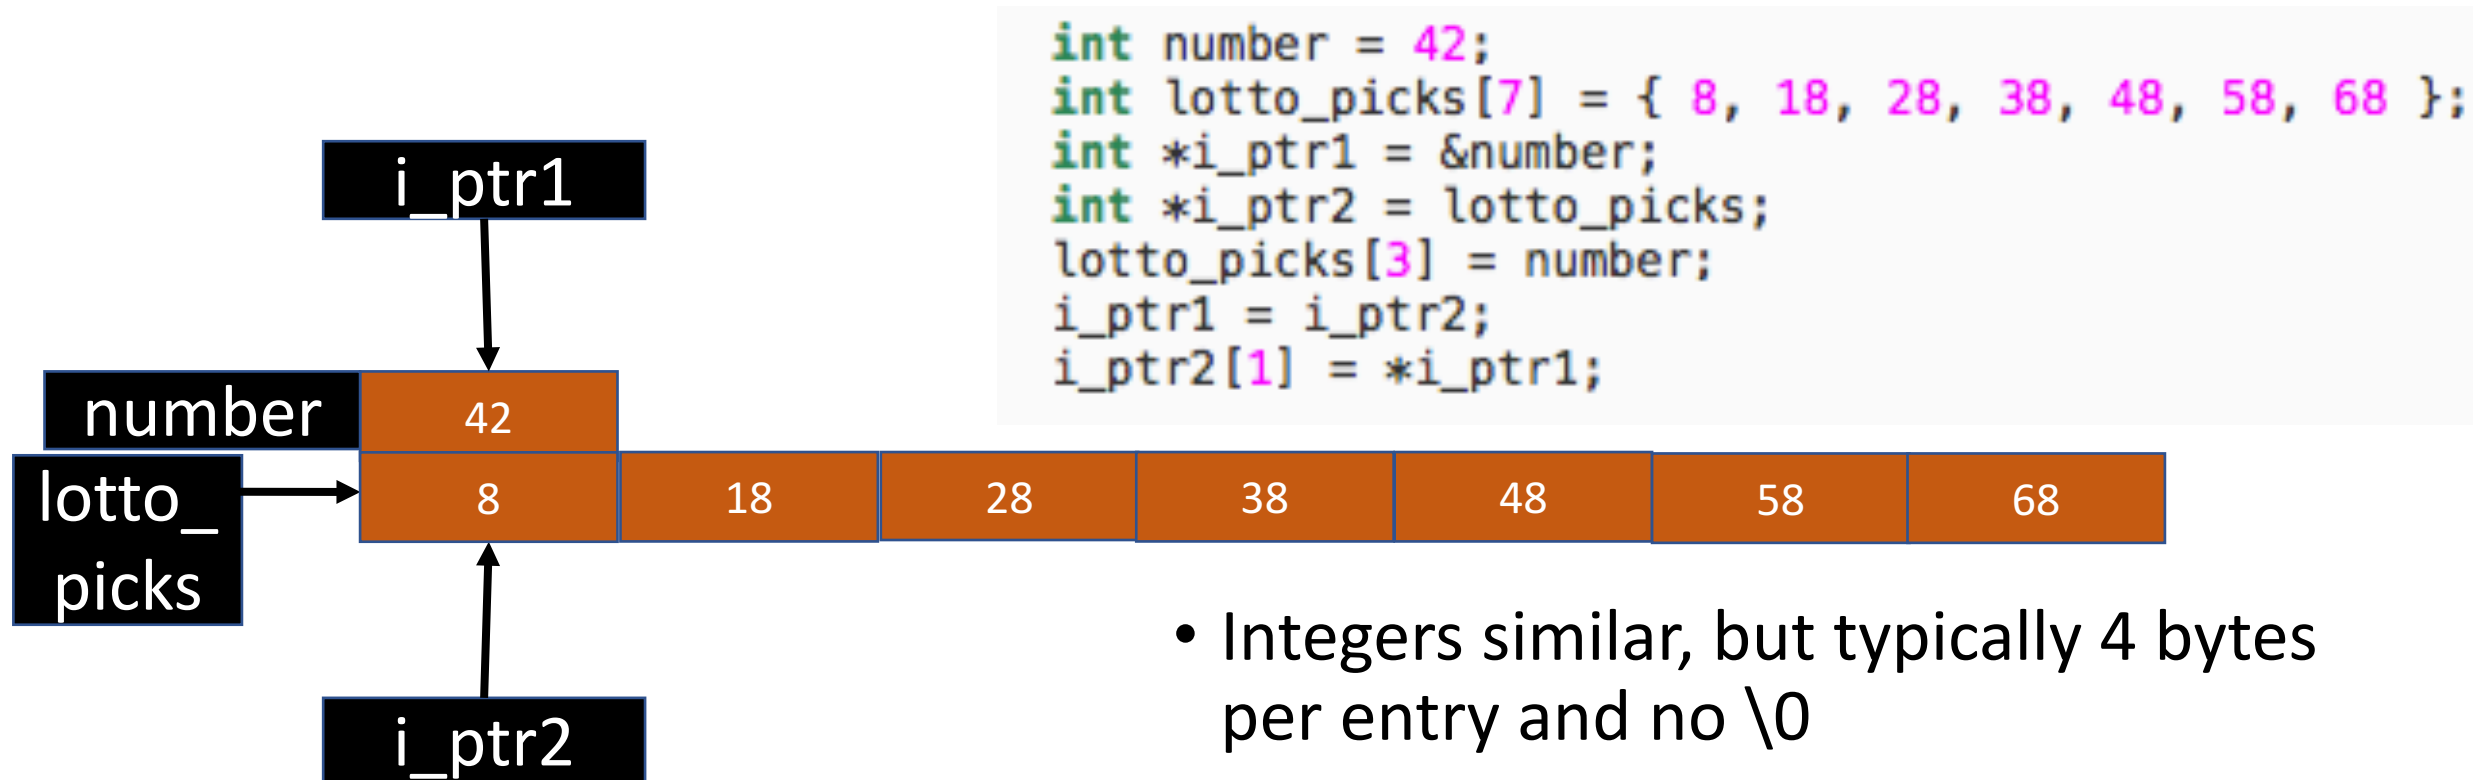 int number = 42;
int lotto_picks[7] = { 8, 18, 28, 38, 48, 58, 68 };
int *i_ptr1 = &number;
int *i_ptr2 = lotto_picks;
lotto_picks[3] = number;
i_ptr1 = i_ptr2;
i_ptr2[1] = *i_ptr1;
i_ptr1
number 42
lotto_
picks
8 18 28 38 48 58 68
i_ptr2
• Integers similar, but typically 4 bytes
per entry and no \0